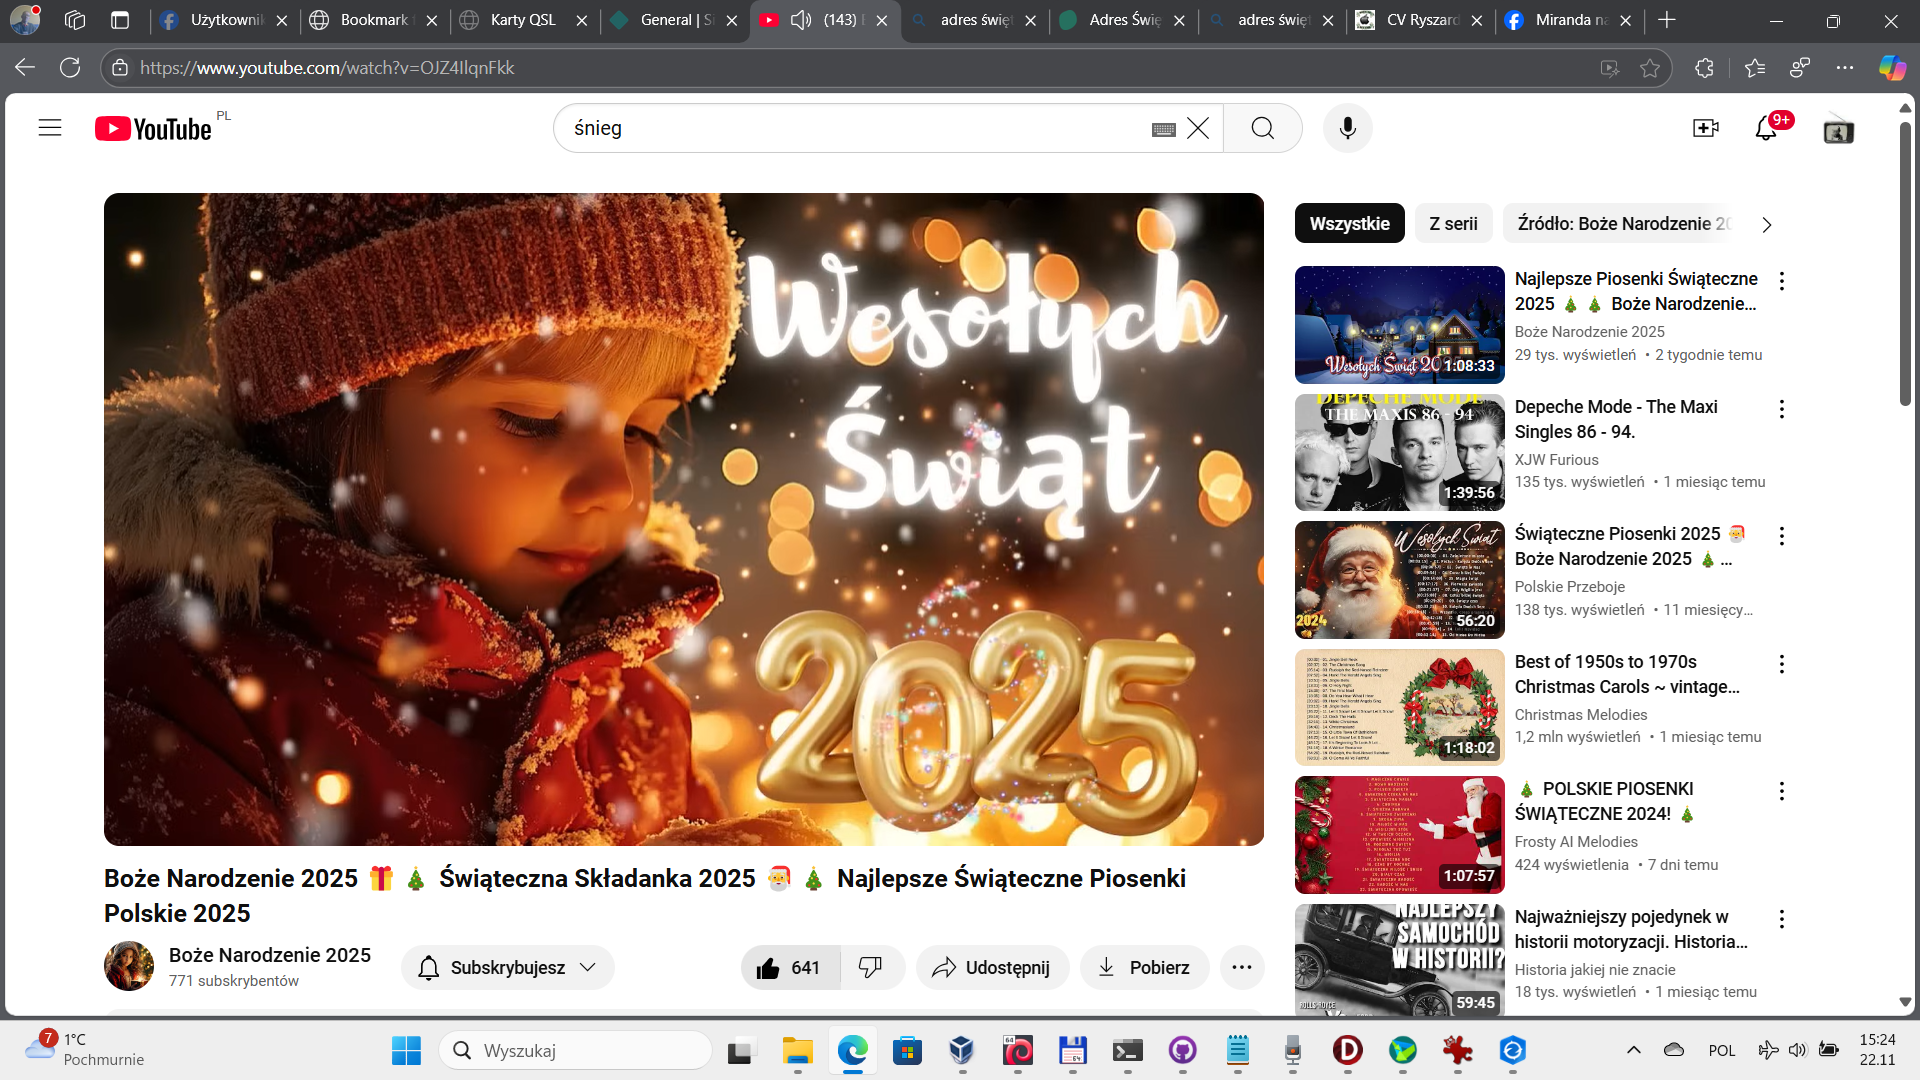 Użytkownik
Bookmark
Karty QSL
General | S
(143)
adres świę
Adres Świę
adres świę
CV Ryszard
Miranda na
https://www.youtube.com/watch?v=OJZ4IlqnFkk
YouTube PL
śnieg
9+
Wesołych
Świąt
2025
Wszystkie
Z serii
Źródło: Boże Narodzenie 20
Najlepsze Piosenki Świąteczne
2025 🎄 🎄 Boże Narodzenie…
Boże Narodzenie 2025
29 tys. wyświetleń • 2 tygodnie temu
Wesołych Świąt 20
1:08:33
Depeche Mode - The Maxi
Singles 86 - 94.
XJW Furious
135 tys. wyświetleń • 1 miesiąc temu
DEPECHE MODE
THE MAXIS 86 - 94
1:39:56
Świąteczne Piosenki 2025 🎅
Boże Narodzenie 2025 🎄 …
Polskie Przeboje
138 tys. wyświetleń • 11 miesięcy…
Wesołych Świąt
2024
56:20
Best of 1950s to 1970s
Christmas Carols ~ vintage…
Christmas Melodies
1,2 mln wyświetleń • 1 miesiąc temu
1:18:02
🎄 POLSKIE PIOSENKI
ŚWIĄTECZNE 2024! 🎄
Frosty AI Melodies
424 wyświetlenia • 7 dni temu
1:07:57
Najważniejszy pojedynek w
historii motoryzacji. Historia…
Historia jakiej nie znacie
18 tys. wyświetleń • 1 miesiąc temu
NAJLEPSZY
SAMOCHÓD
W HISTORII?
ROLLS-ROYCE
59:45
Boże Narodzenie 2025 🎁 🎄 Świąteczna Składanka 2025 🎅 🎄 Najlepsze Świąteczne Piosenki
Polskie 2025
Boże Narodzenie 2025
771 subskrybentów
Subskrybujesz
641
Udostępnij
Pobierz
7
1°C
Pochmurnie
Wyszukaj
64
POL
15:24
22.11